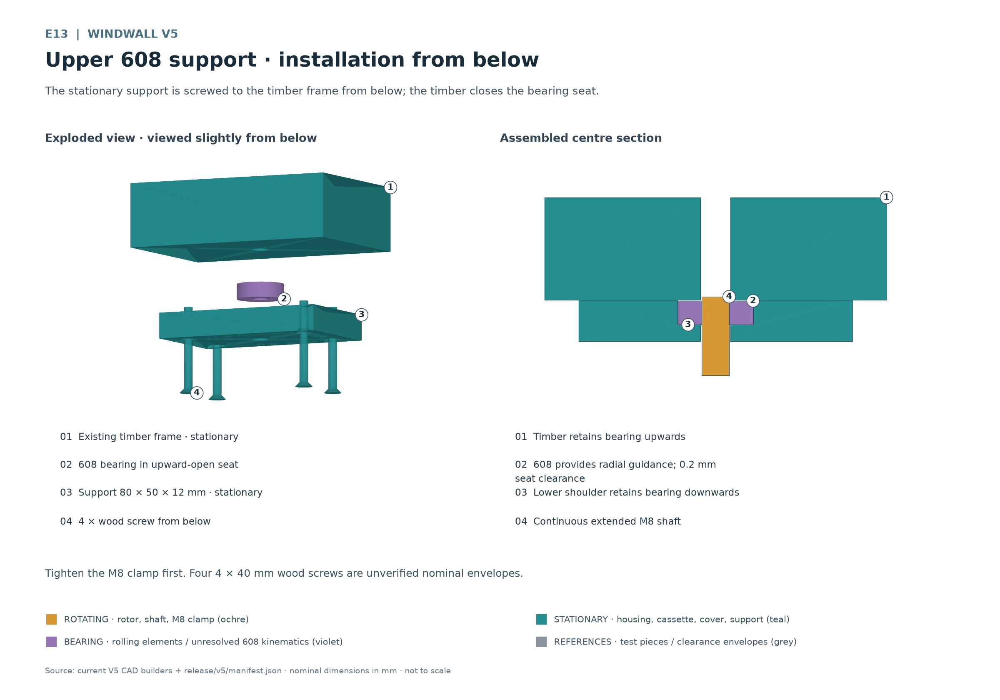 E13 | WINDWALL V5
Upper 608 support · installation from below
The stationary support is screwed to the timber frame from below; the timber closes the bearing seat.
Exploded view · viewed slightly from below
1
2
3
4
01 Existing timber frame · stationary
02 608 bearing in upward-open seat
03 Support 80 × 50 × 12 mm · stationary
04 4 × wood screw from below
Assembled centre section
1
4
2
3
01 Timber retains bearing upwards
02 608 provides radial guidance; 0.2 mm
seat clearance
03 Lower shoulder retains bearing downwards
04 Continuous extended M8 shaft
Tighten the M8 clamp first. Four 4 × 40 mm wood screws are unverified nominal envelopes.
ROTATING · rotor, shaft, M8 clamp (ochre)
STATIONARY · housing, cassette, cover, support (teal)
BEARING · rolling elements / unresolved 608 kinematics (violet)
REFERENCES · test pieces / clearance envelopes (grey)
Source: current V5 CAD builders + release/v5/manifest.json · nominal dimensions in mm · not to scale